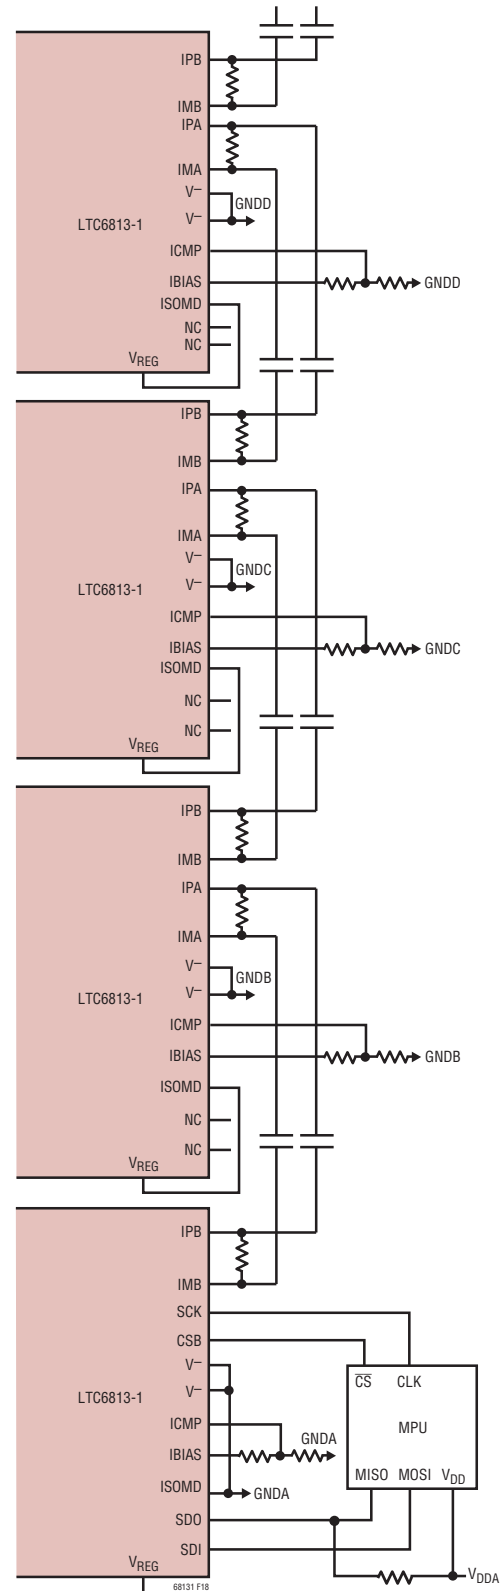 IPB
IMB
IPA
IMA
V–
GNDD
V–
LTC6813-1
ICMP
IBIAS
GNDD
ISOMD
NC
NC
VREG
IPB
IMB
IPA
IMA
V–
GNDC
V–
LTC6813-1
ICMP
IBIAS
GNDC
ISOMD
NC
NC
VREG
IPB
IMB
IPA
IMA
V–
GNDB
V–
LTC6813-1
ICMP
IBIAS
GNDB
ISOMD
NC
NC
VREG
IPB
IMB
SCK
CSB
V–
CS CLK
V–
LTC6813-1
ICMP
MPU
GNDA
IBIAS
MISO MOSI VDD
ISOMD
GNDA
SDO
SDI
VREG
VDDA
68131 F18